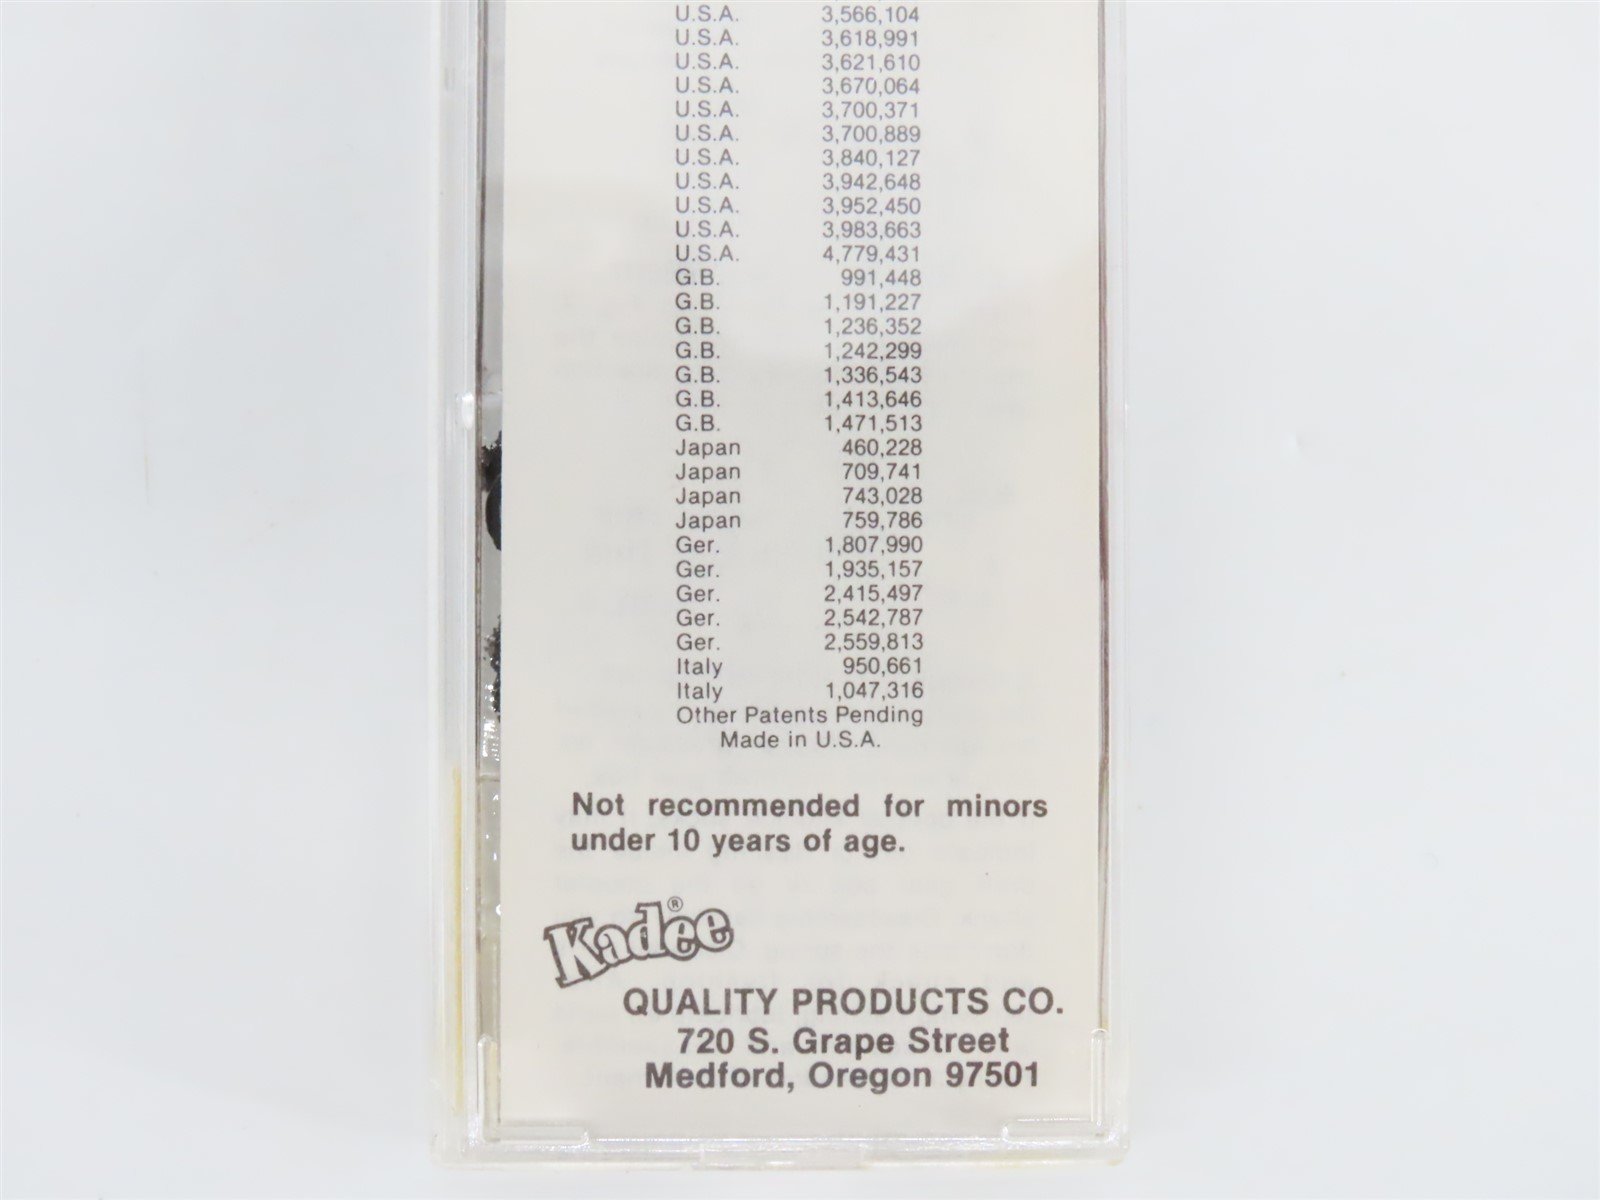 U.S.A. 3,566,104
U.S.A. 3,618,991
U.S.A. 3,621,610
U.S.A. 3,670,064
U.S.A. 3,700,371
U.S.A. 3,700,889
U.S.A. 3,840,127
U.S.A. 3,942,648
U.S.A. 3,952,450
U.S.A. 3,983,663
U.S.A. 4,779,431
G.B. 991,448
G.B. 1,191,227
G.B. 1,236,352
G.B. 1,242,299
G.B. 1,336,543
G.B. 1,413,646
G.B. 1,471,513
Japan 460,228
Japan 709,741
Japan 743,028
Japan 759,786
Ger. 1,807,990
Ger. 1,935,157
Ger. 2,415,497
Ger. 2,542,787
Ger. 2,559,813
Italy 950,661
Italy 1,047,316
Other Patents Pending
Made in U.S.A.
Not recommended for minors
under 10 years of age.
Kadee®
QUALITY PRODUCTS CO.
720 S. Grape Street
Medford, Oregon 97501